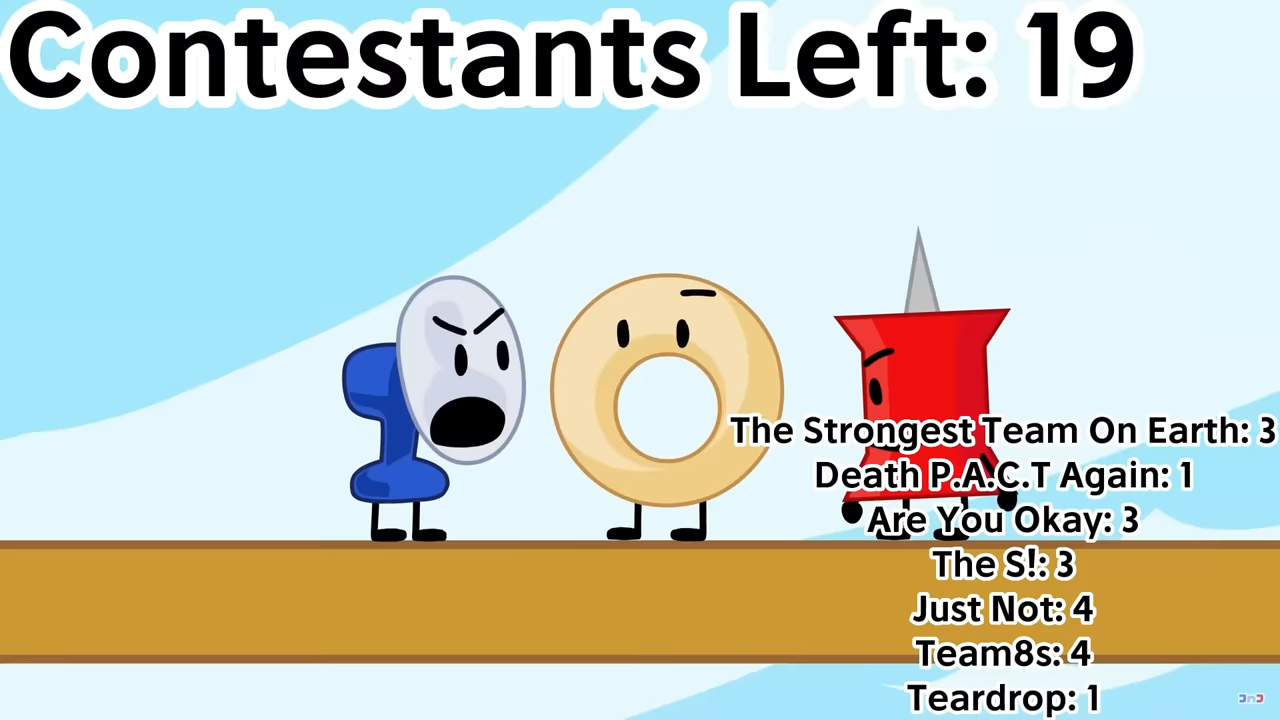 Contestants Left: 19
The Strongest Team On Earth: 3
Death P.A.C.T Again: 1
Are You Okay: 3
The S!: 3
Just Not: 4
Team8s: 4
Teardrop: 1